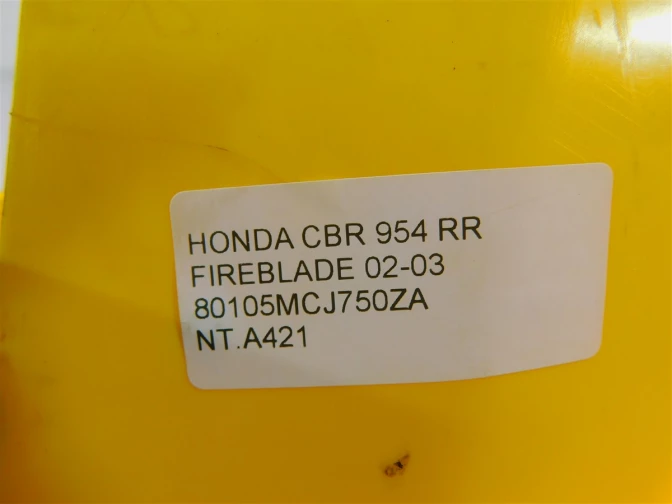 HONDA CBR 954 RR
FIREBLADE 02-03
80105MCJ750ZA
NT.A421